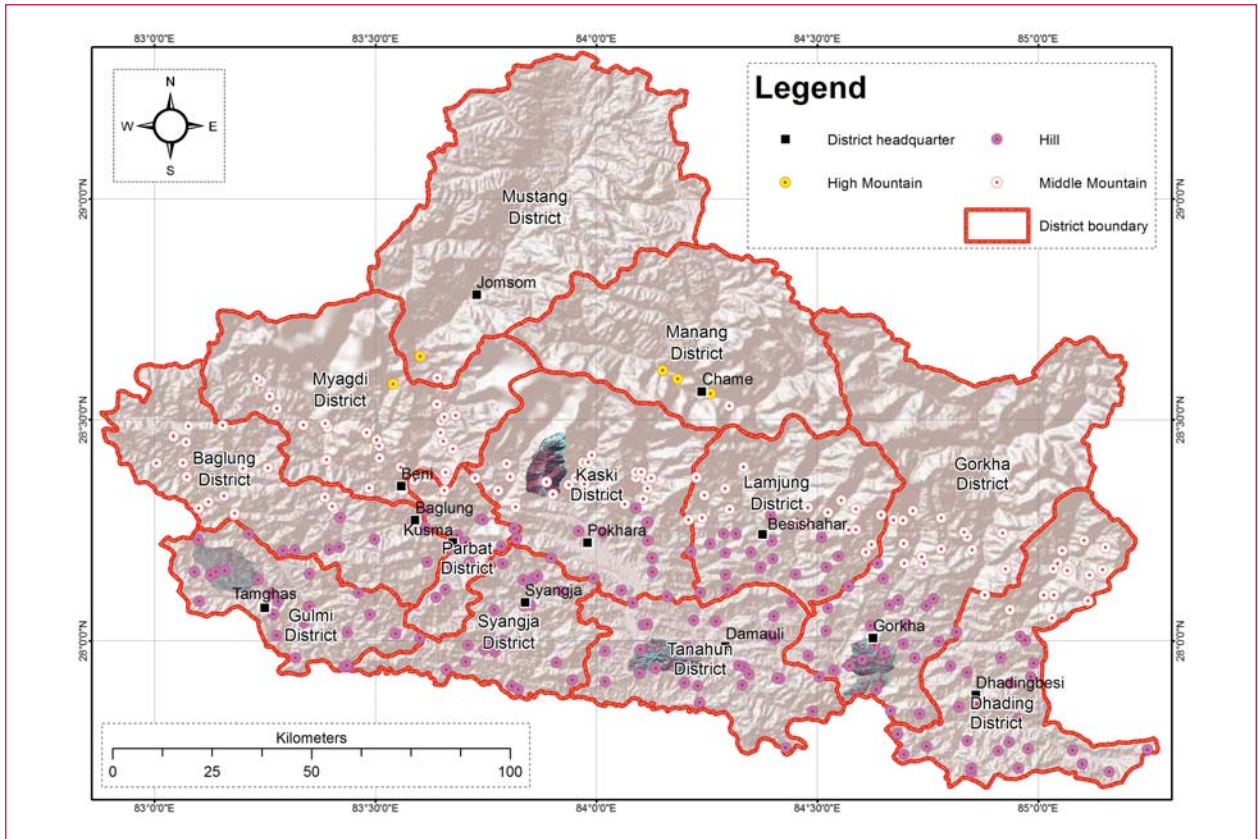 83°0'0"E
83°30'0"E
84°0'0"E
84°30'0"E
85°0'0"E
N
W
E
S
Legend
District headquarter
Hill
High Mountain
Middle Mountain
District boundary
29°0'0"N
29°0'0"N
Mustang
District
Jomsom
Manang
District
Chame
Myagdi
District
28°30'0"N
28°30'0"N
Baglung
District
Beni
Kaski
District
Lamjung
District
Gorkha
District
Baglung
Kusma
Parbat
District
Pokhara
Besishahar
Tamghas
Gulmi
District
Syangja
Syangja
District
Damauli
Tanahun
District
Gorkha
28°0'0"N
28°0'0"N
Dhadingbesi
Dhading
District
Kilometers
0 25 50 75 100
83°0'0"E
83°30'0"E
84°0'0"E
84°30'0"E
85°0'0"E